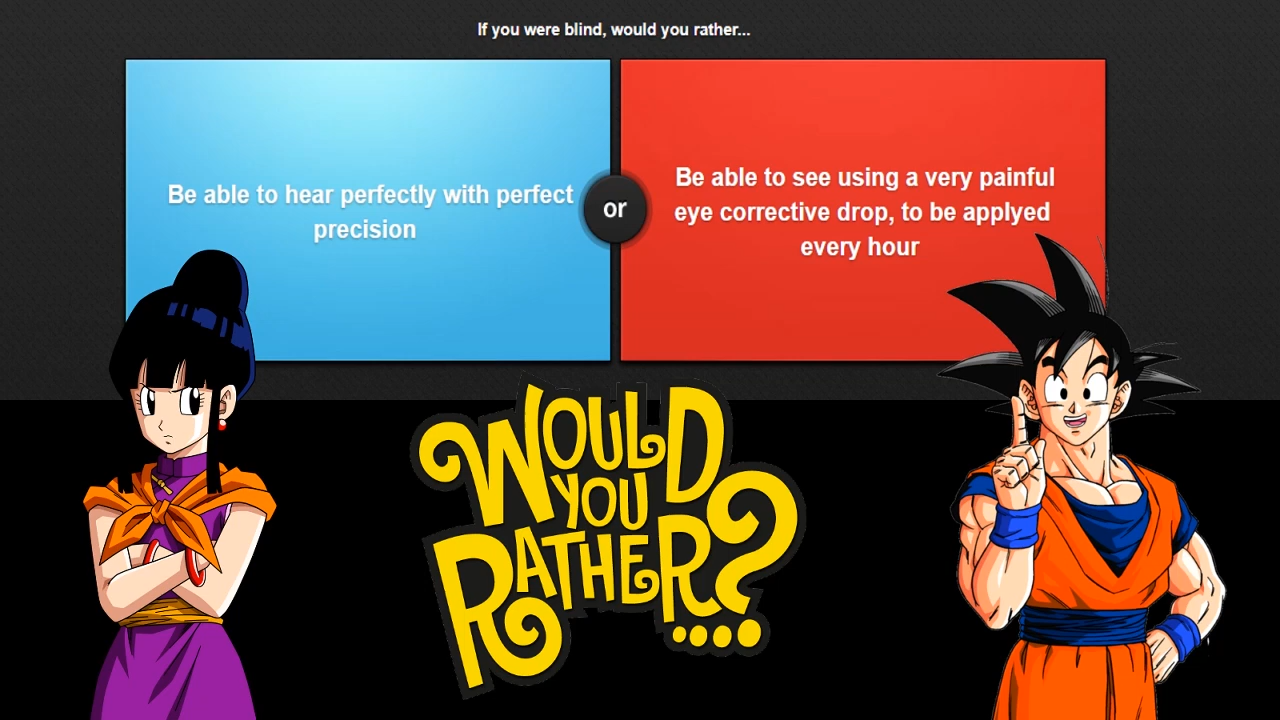 If you were blind, would you rather...
Be able to hear perfectly with perfect
precision
or
Be able to see using a very painful
eye corrective drop, to be applyed
every hour
WOULD
YOU
RATHER?
....